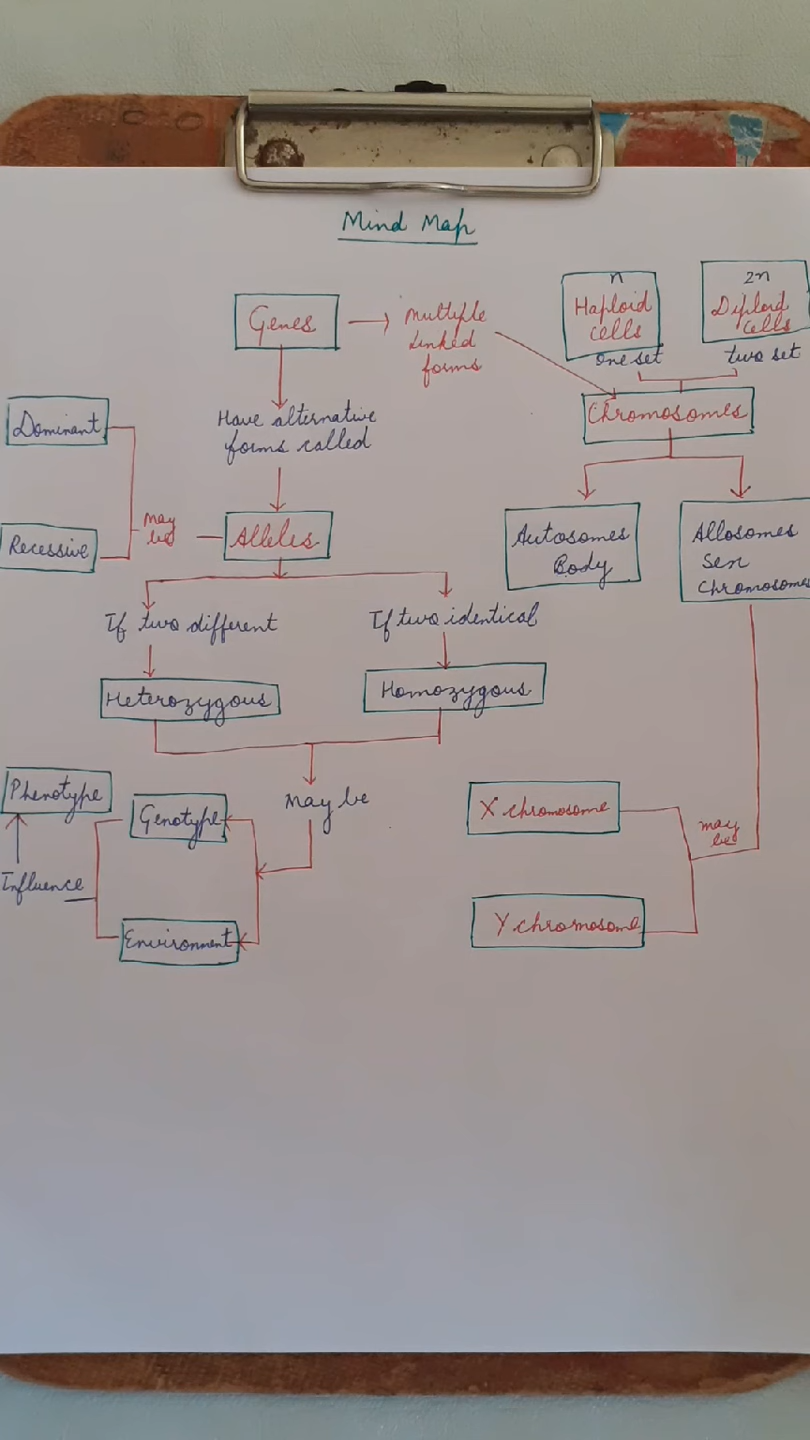 Mind Map
Genes
Multiple
Linked
forms
n
Haploid
cells
one set
2n
Diploid
Cells
two set
Chromosomes
Have alternative
forms called
Dominant
Recessive
May
be
Alleles
Autosomes
Body
Allosomes
Sex
Chromosomes
If two different
If two identical
Heterozygous
Homozygous
May be
Phenotype
Genotype
Influence
Environment
X chromosome
may
be
Y chromosome